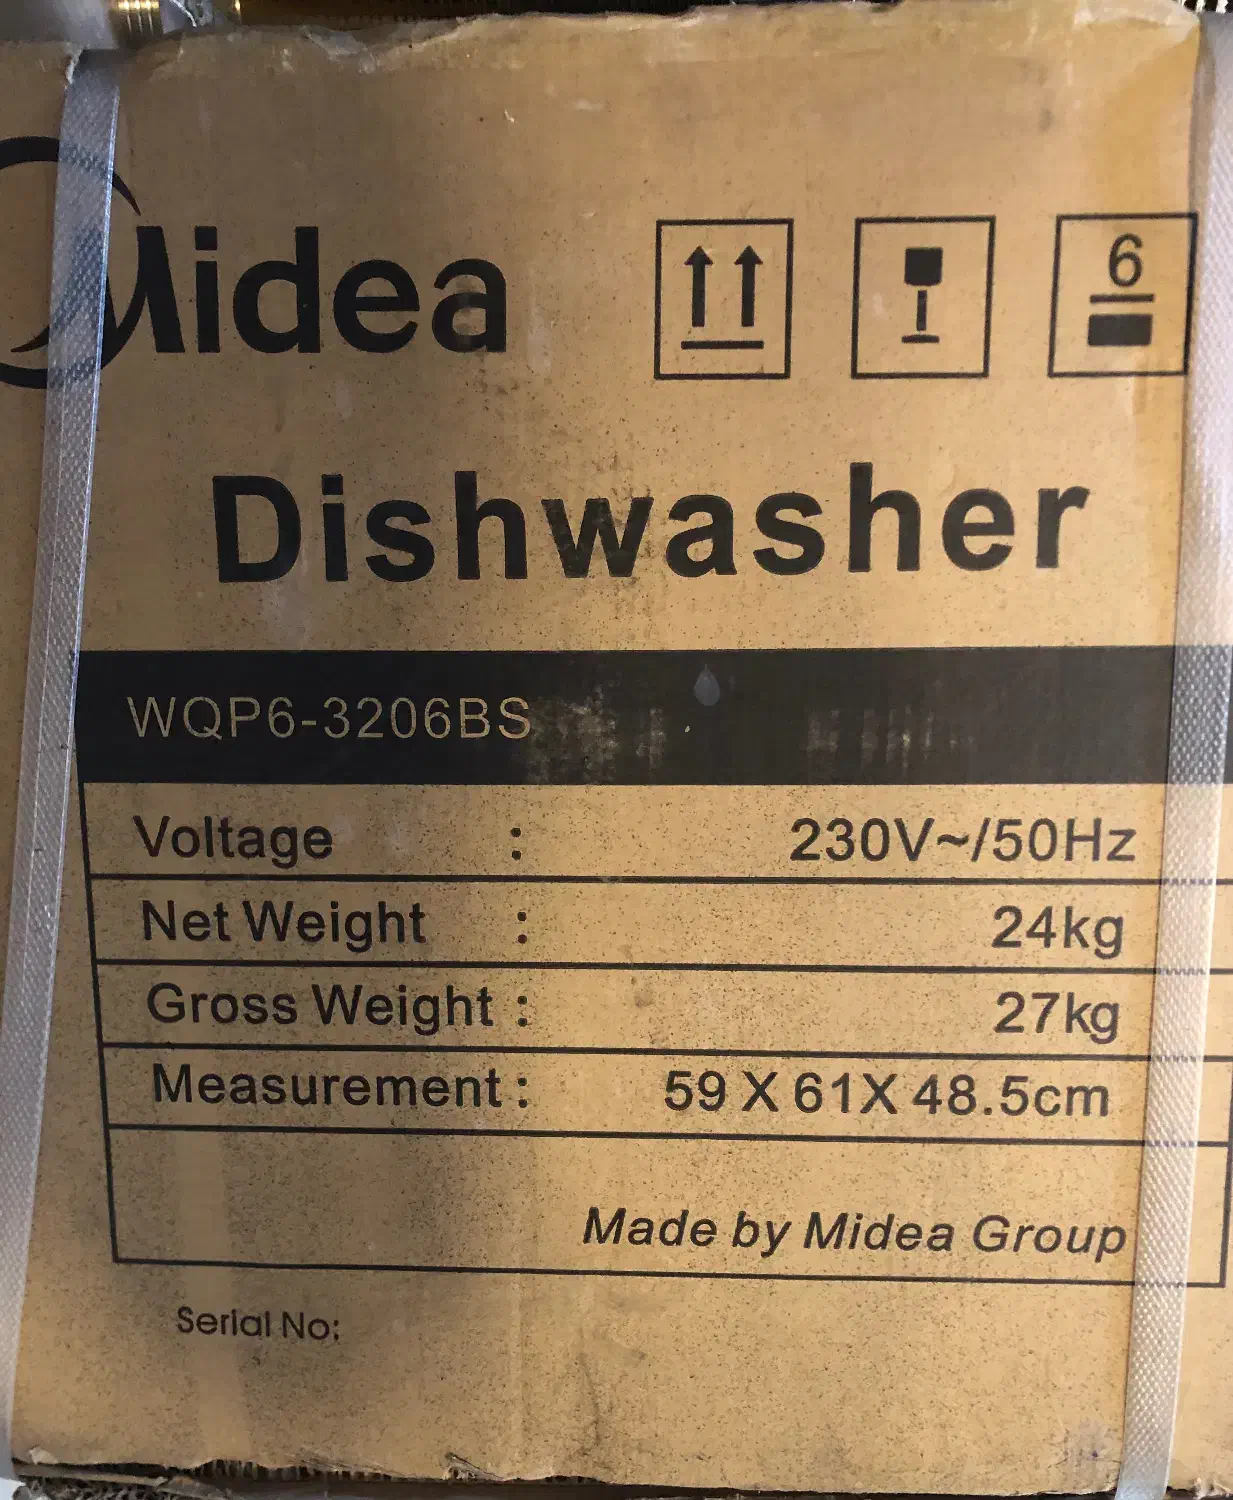 Midea
6
Dishwasher
WQP6-3206BS
Voltage : 230V~/50Hz
Net Weight : 24kg
Gross Weight : 27kg
Measurement : 59 X 61X 48.5cm
Made by Midea Group
Serial No: